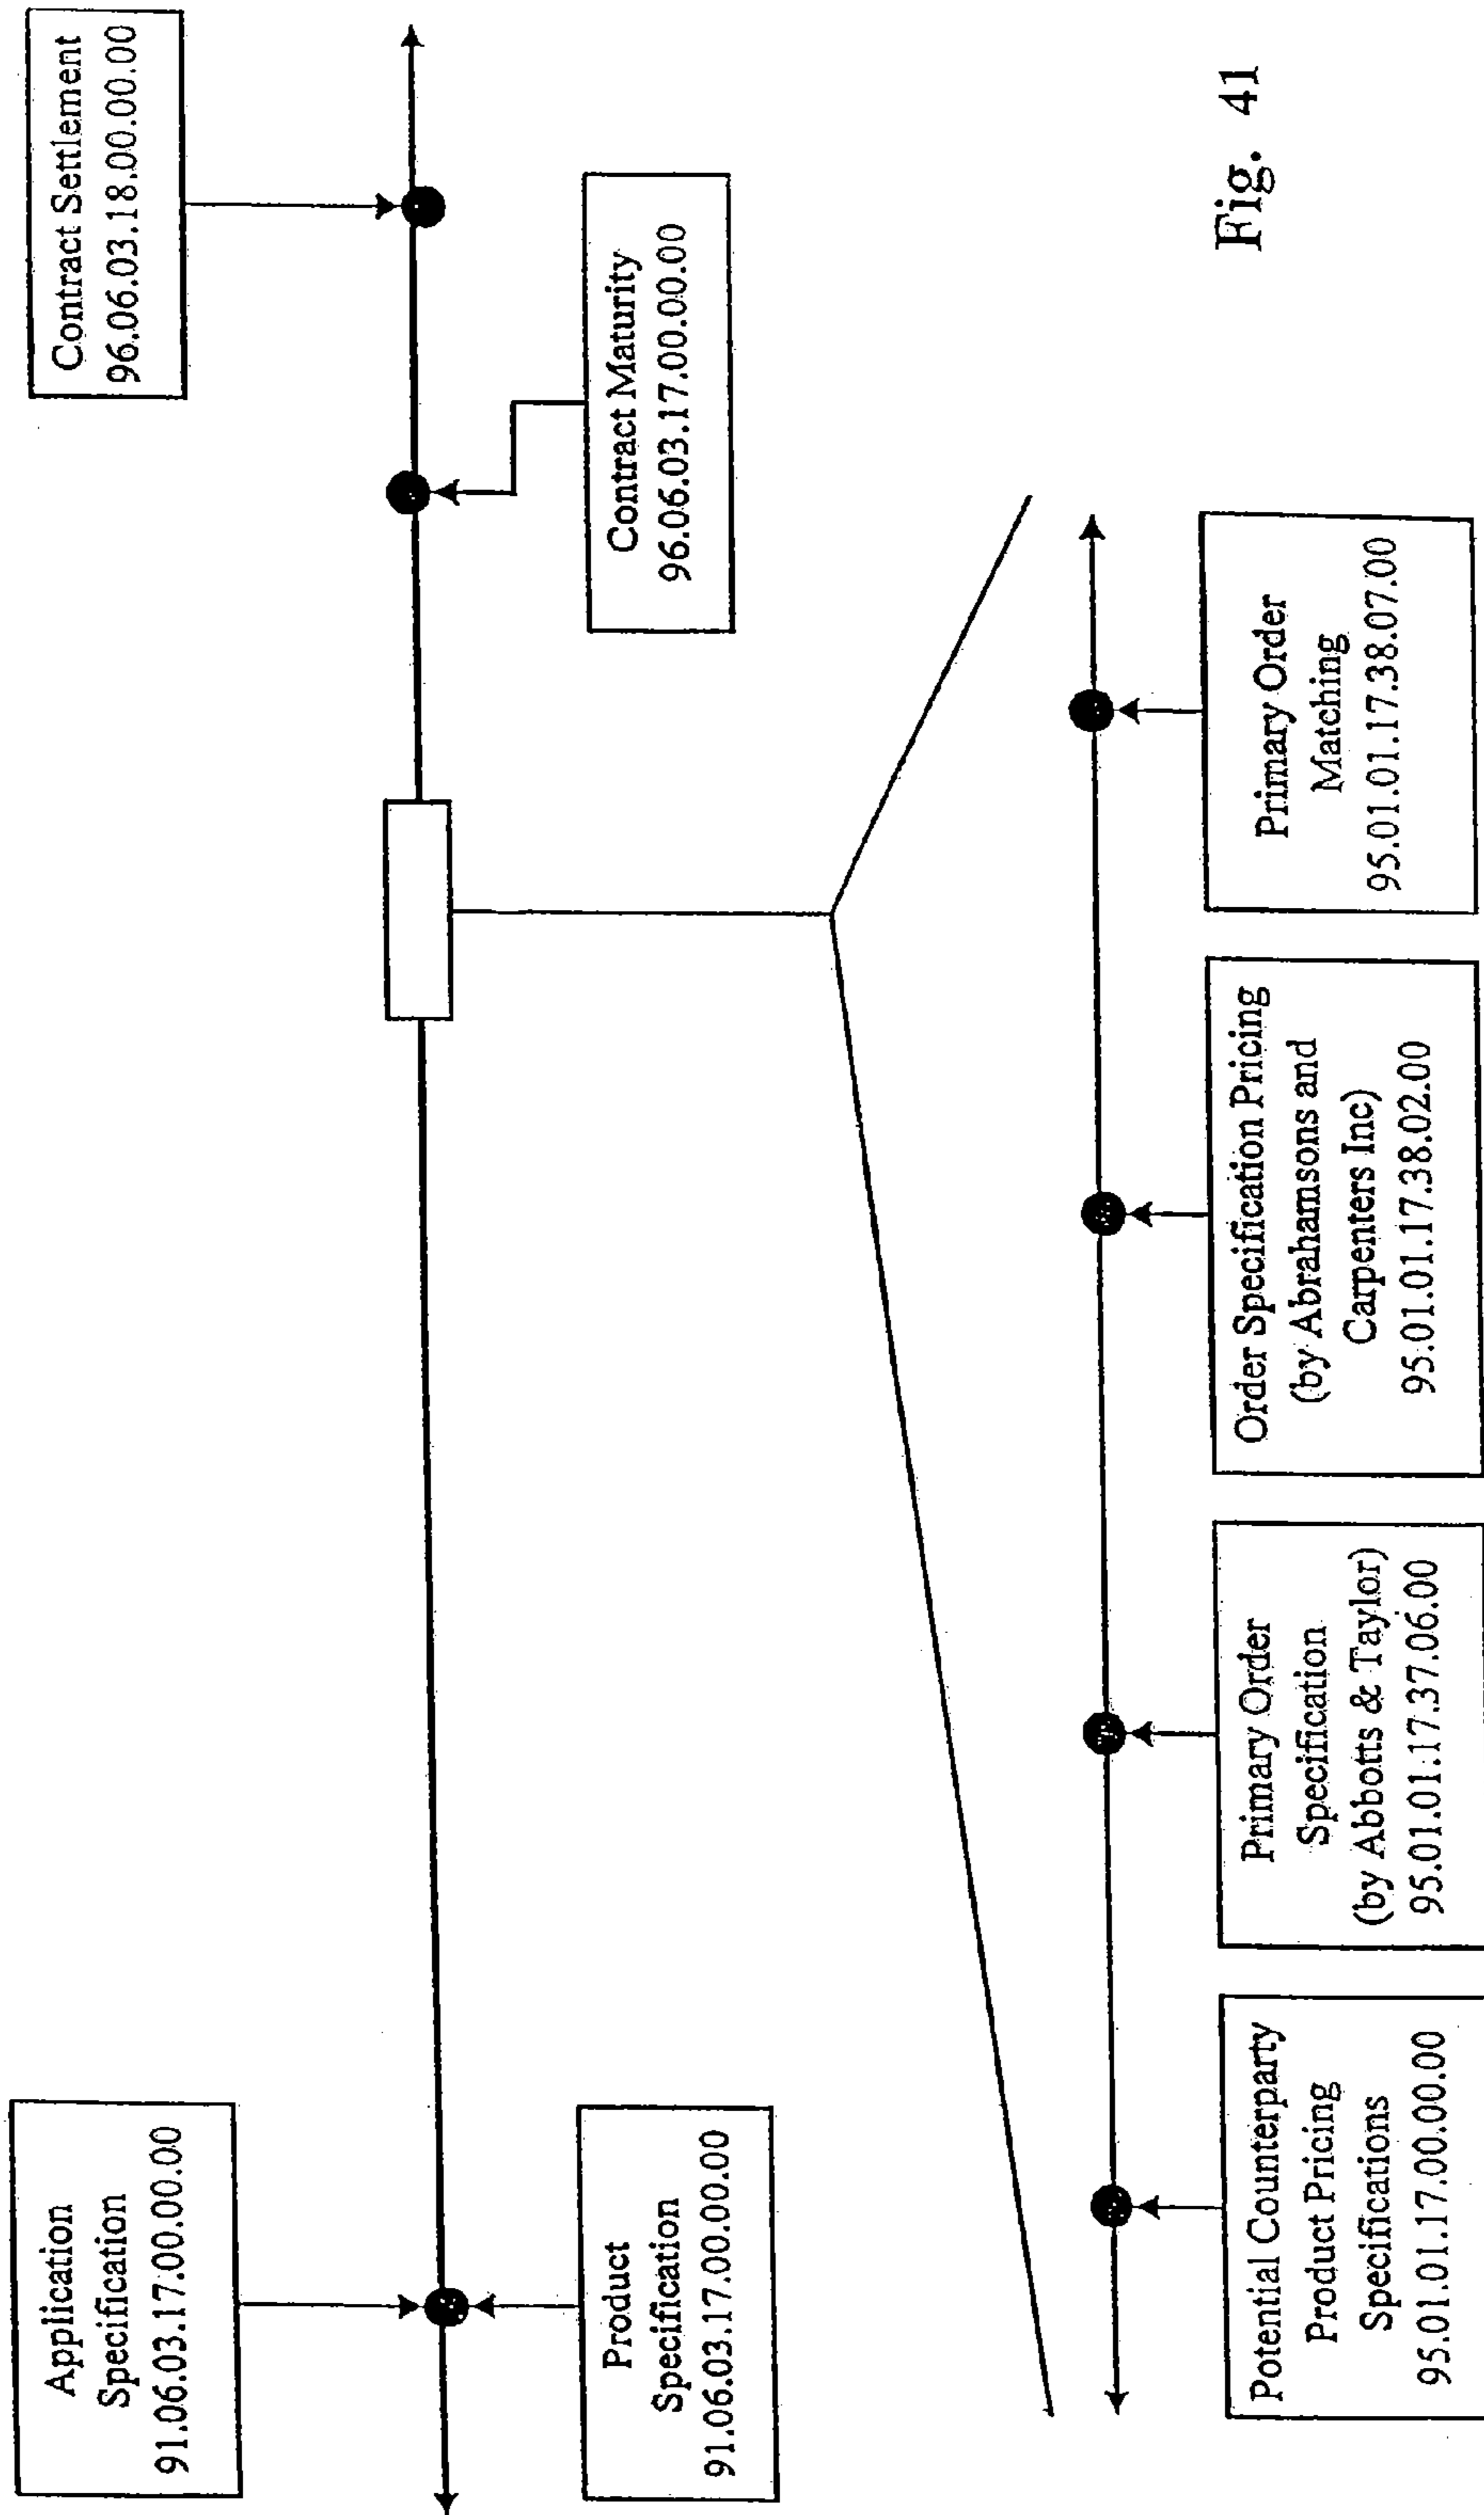 Application
Specification
91.06.03.17.00.00.00
Contract Settlement
96.06.03.18.00.00.00
Product
Specification
91.06.03.17.00.00.00
Contract Maturity
96.06.03.17.00.00.00
Potential Counterparty
Product Pricing
Specifications
95.01.01.17.00.00.00
Primary Order
Specification
(by Abbotts & Taylor)
95.01.01.17.37.06.00
Order Specification Pricing
(by Abrahamsons and
Carpenters Inc)
95.01.01.17.38.02.00
Primary Order
Matching
95.01.01.17.38.07.00
Fig. 41